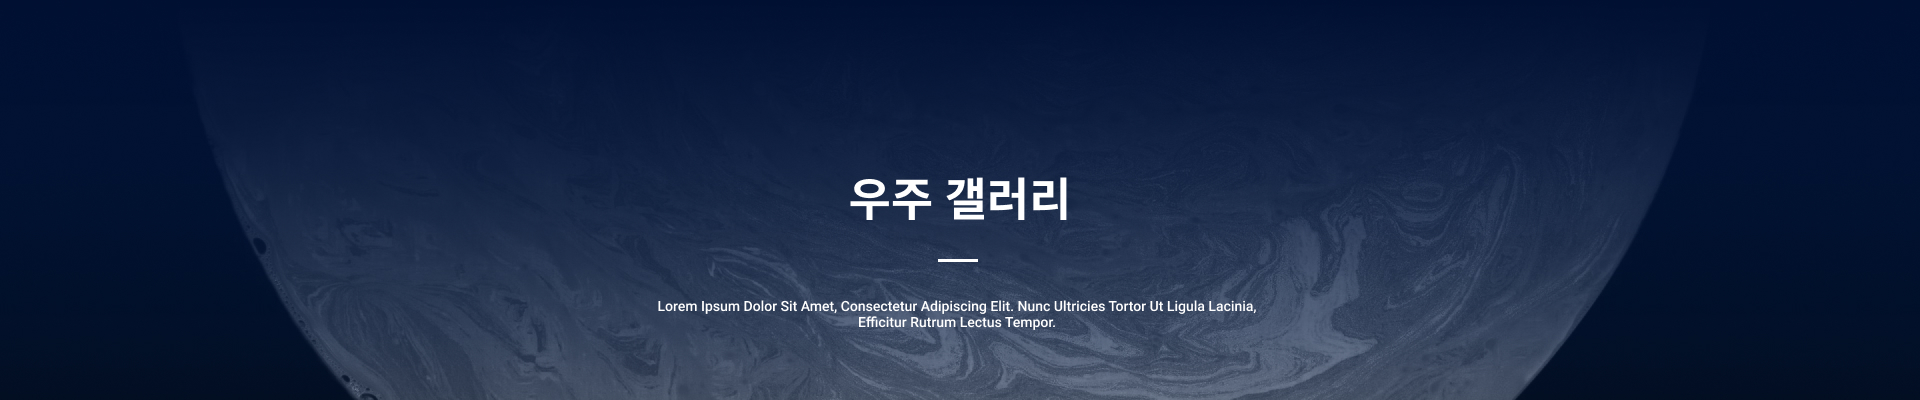 우주 갤러리
Lorem Ipsum Dolor Sit Amet, Consectetur Adipiscing Elit. Nunc Ultricies Tortor Ut Ligula Lacinia,
Efficitur Rutrum Lectus Tempor.